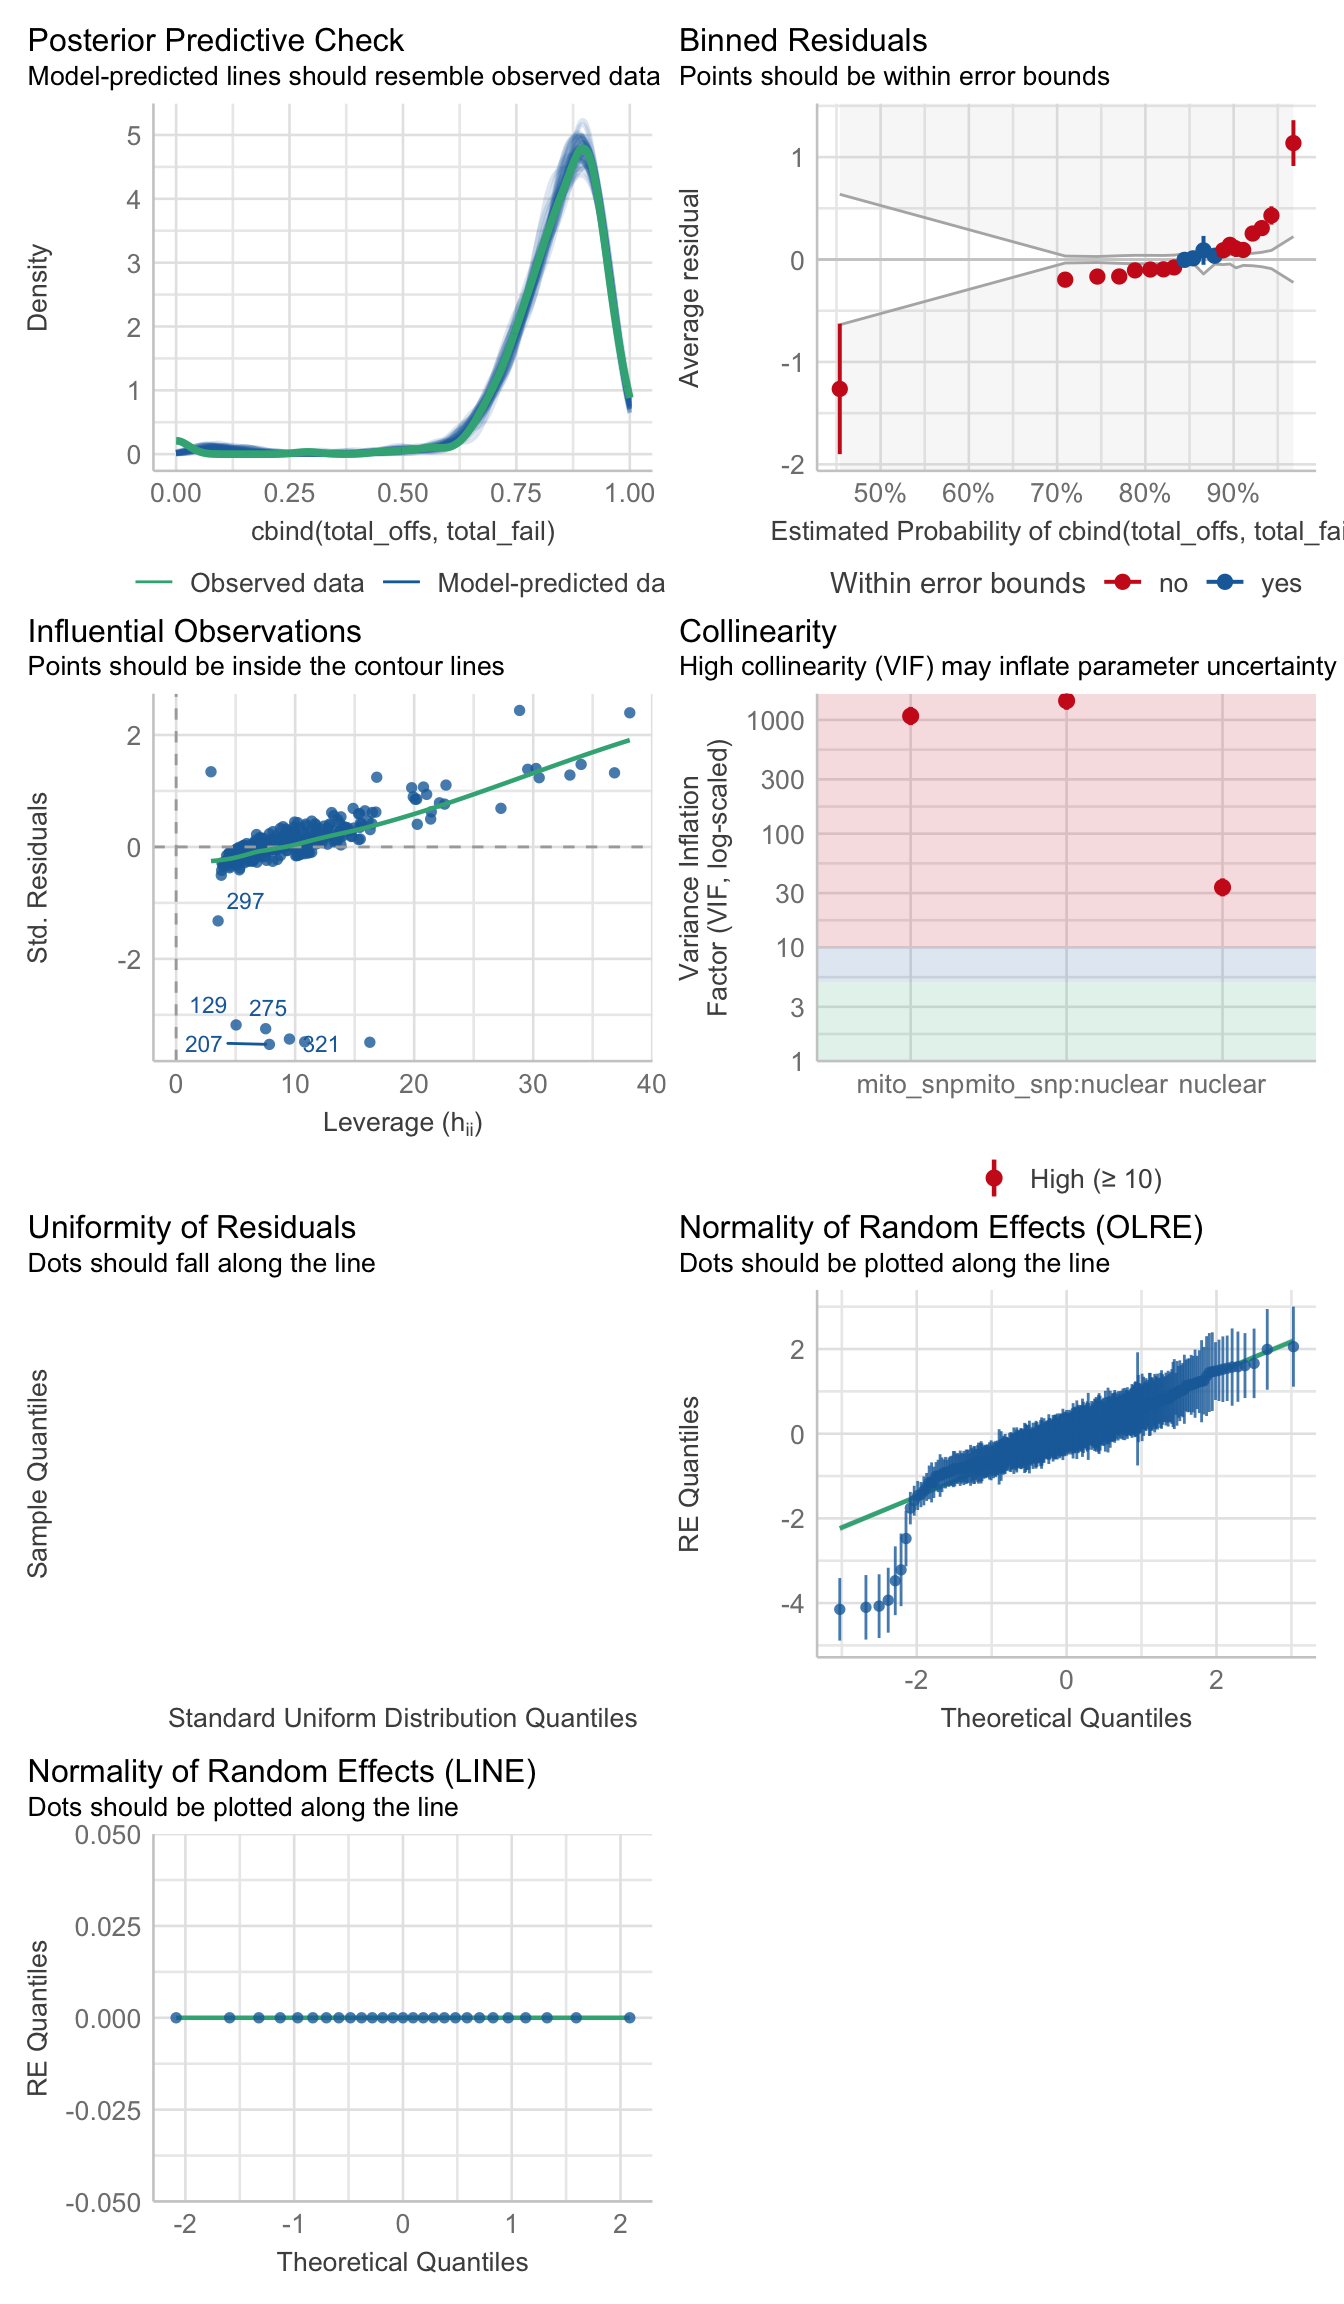 Posterior Predictive Check
Model-predicted lines should resemble observed data
Density
5
4
3
2
1
0
0.00 0.25 0.50 0.75 1.00
cbind(total_offs, total_fail)
Observed data Model-predicted da
Binned Residuals
Points should be within error bounds
Average residual
1
0
-1
-2
50% 60% 70% 80% 90%
Estimated Probability of cbind(total_offs, total_fai
Within error bounds no yes
Influential Observations
Points should be inside the contour lines
Std. Residuals
2
0
-2
297
129 275
207 321
0 10 20 30 40
Leverage (hii)
Collinearity
High collinearity (VIF) may inflate parameter uncertainty
Variance Inflation
Factor (VIF, log-scaled)
1000
300
100
30
10
3
1
mito_snp mito_snp:nuclear nuclear
High (≥ 10)
Uniformity of Residuals
Dots should fall along the line
Sample Quantiles
Standard Uniform Distribution Quantiles
Normality of Random Effects (OLRE)
Dots should be plotted along the line
RE Quantiles
2
0
-2
-4
-2 0 2
Theoretical Quantiles
Normality of Random Effects (LINE)
Dots should be plotted along the line
RE Quantiles
0.050
0.025
0.000
-0.025
-0.050
-2 -1 0 1 2
Theoretical Quantiles